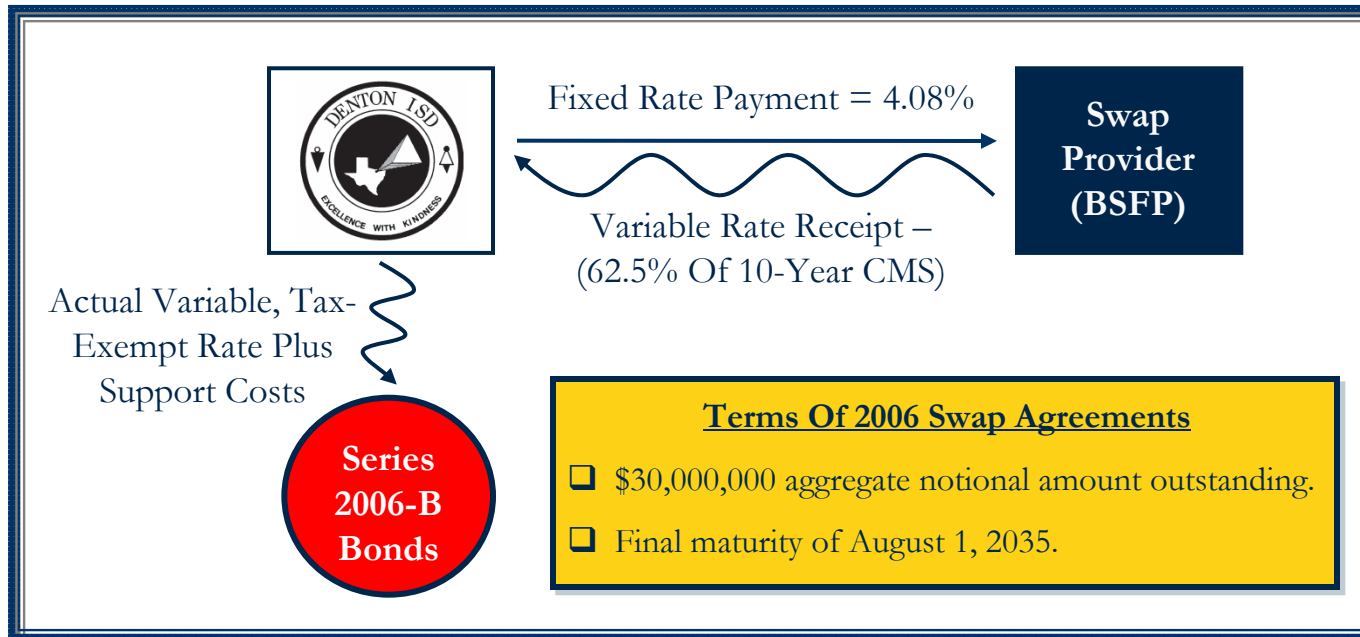 DENTON ISD
EXCELLENCE WITH KINDNESS
Fixed Rate Payment = 4.08%
Variable Rate Receipt –
(62.5% Of 10-Year CMS)
Swap
Provider
(BSFP)
Actual Variable, Tax-
Exempt Rate Plus
Support Costs
Series
2006-B
Bonds
Terms Of 2006 Swap Agreements
❑ $30,000,000 aggregate notional amount outstanding.
❑ Final maturity of August 1, 2035.